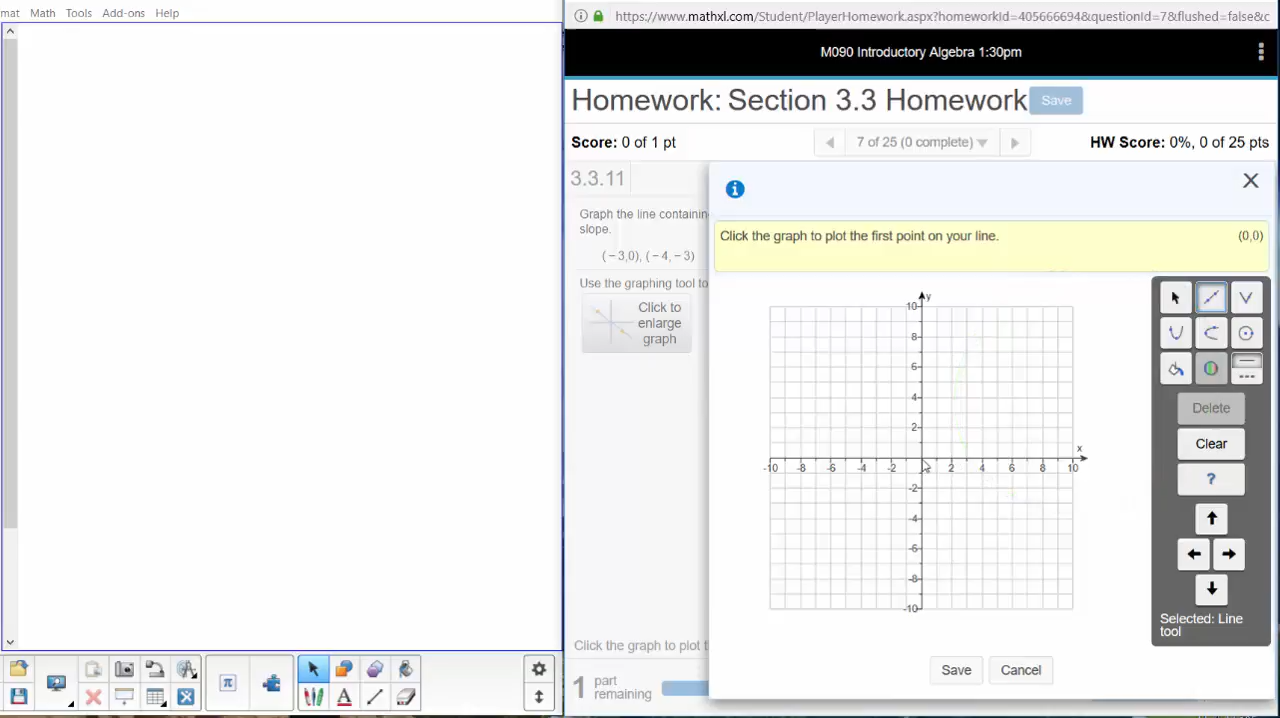 mat Math Tools Add-ons Help
https://www.mathxl.com/Student/PlayerHomework.aspx?homeworkId=405666694&questionId=7&flushed=false&c
M090 Introductory Algebra 1:30pm
Homework: Section 3.3 Homework Save
Score: 0 of 1 pt 7 of 25 (0 complete) HW Score: 0%, 0 of 25 pts
3.3.11
Graph the line containin
slope.
(−3,0), (−4,−3)
Use the graphing tool to
Click to
enlarge
graph
Click the graph to plot t
1 part
remaining
i
Click the graph to plot the first point on your line. (0,0)
y
10
8
6
4
2
x
-10 -8 -6 -4 -2 2 4 6 8 10
-2
-4
-6
-8
-10
Delete
Clear
?
Selected: Line
tool
Save Cancel
π
A